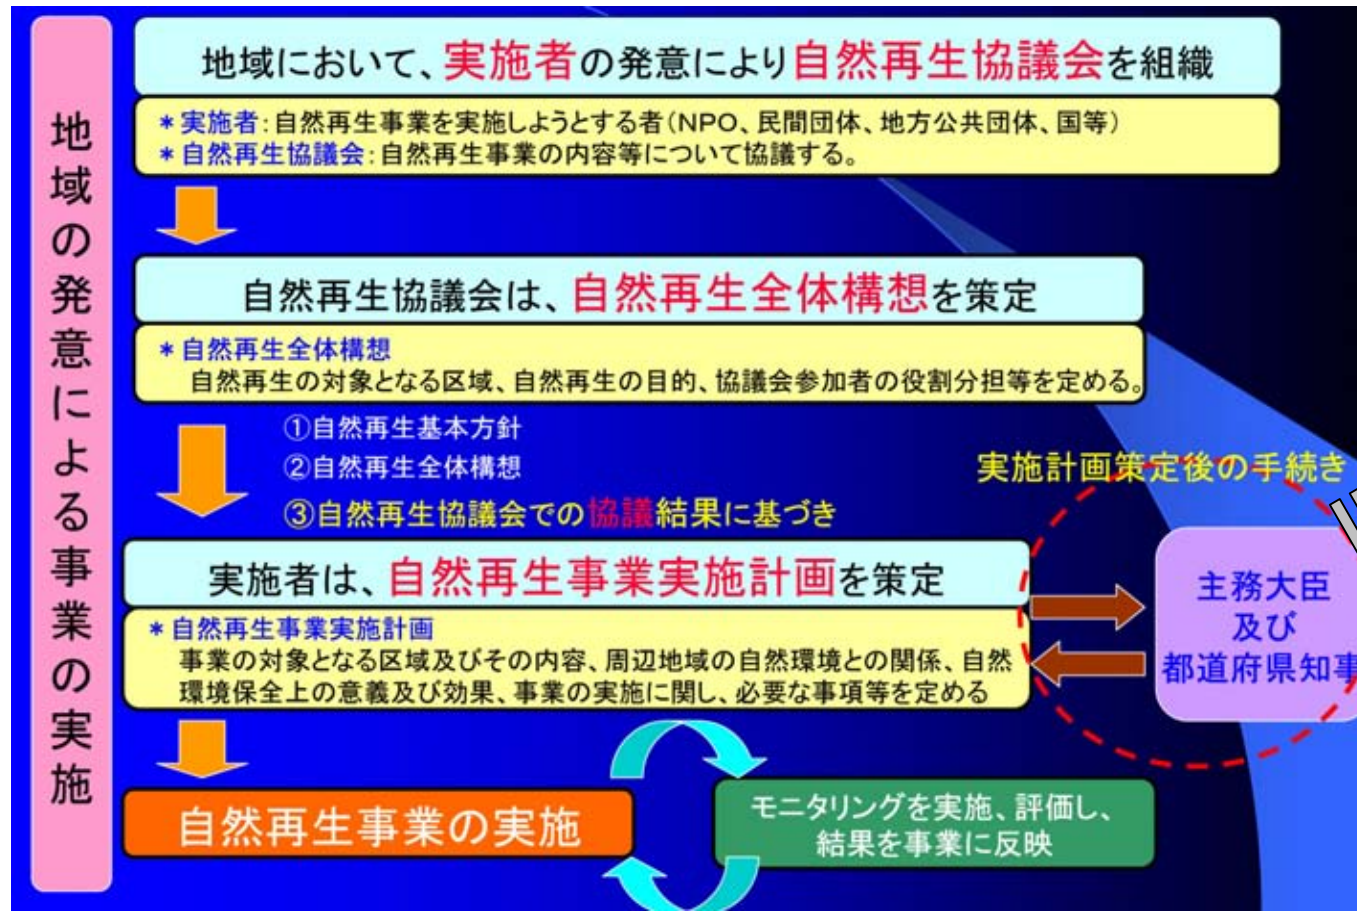 地域の発意による事業の実施
地域において、実施者の発意により自然再生協議会を組織
＊実施者：自然再生事業を実施しようとする者（NPO、民間団体、地方公共団体、国等）
＊自然再生協議会：自然再生事業の内容等について協議する。
自然再生協議会は、自然再生全体構想を策定
＊自然再生全体構想
自然再生の対象となる区域、自然再生の目的、協議会参加者の役割分担等を定める。
①自然再生基本方針
②自然再生全体構想
③自然再生協議会での協議結果に基づき
実施計画策定後の手続き
実施者は、自然再生事業実施計画を策定
＊自然再生事業実施計画
事業の対象となる区域及びその内容、周辺地域の自然環境との関係、自然
環境保全上の意義及び効果、事業の実施に関し、必要な事項等を定める
主務大臣
及び
都道府県知事
自然再生事業の実施
モニタリングを実施、評価し、
結果を事業に反映